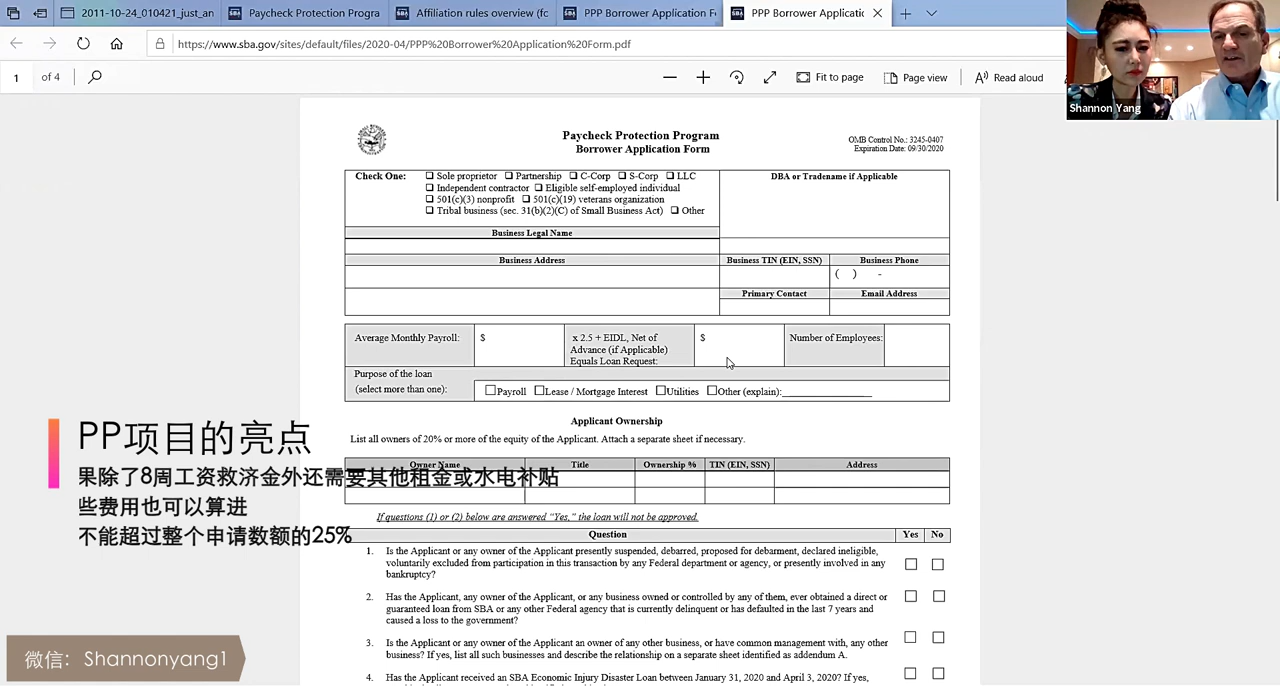 2011-10-24_010421_just_an
Paycheck Protection Progra
Affiliation rules overview (fo
PPP Borrower Application F
PPP Borrower Applicatic
https://www.sba.gov/sites/default/files/2020-04/PPP%20Borrower%20Application%20Form.pdf
1 of 4
Fit to page
Page view
Read aloud
Shannon Yang
Paycheck Protection Program
Borrower Application Form
OMB Control No.: 3245-0407
Expiration Date: 09/30/2020
Check One:
Sole proprietor Partnership C-Corp S-Corp LLC
Independent contractor Eligible self-employed individual
501(c)(3) nonprofit 501(c)(19) veterans organization
Tribal business (sec. 31(b)(2)(C) of Small Business Act) Other
DBA or Tradename if Applicable
Business Legal Name
Business Address
Business TIN (EIN, SSN)
Business Phone
( ) -
Primary Contact
Email Address
Average Monthly Payroll:
$
x 2.5 + EIDL, Net of
Advance (if Applicable)
Equals Loan Request:
$
Number of Employees:
Purpose of the loan
(select more than one):
Payroll Lease / Mortgage Interest Utilities Other (explain):
Applicant Ownership
List all owners of 20% or more of the equity of the Applicant. Attach a separate sheet if necessary.
Owner Name
Title
Ownership %
TIN (EIN, SSN)
Address
PP项目的亮点
果除了8周工资救济金外还需要其他租金或水电补贴
些费用也可以算进
不能超过整个申请数额的25%
If questions (1) or (2) below are answered "Yes," the loan will not be approved.
Question
Yes
No
1. Is the Applicant or any owner of the Applicant presently suspended, debarred, proposed for debarment, declared ineligible,
voluntarily excluded from participation in this transaction by any Federal department or agency, or presently involved in any
bankruptcy?
2. Has the Applicant, any owner of the Applicant, or any business owned or controlled by any of them, ever obtained a direct or
guaranteed loan from SBA or any other Federal agency that is currently delinquent or has defaulted in the last 7 years and
caused a loss to the government?
3. Is the Applicant or any owner of the Applicant an owner of any other business, or have common management with, any other
business? If yes, list all such businesses and describe the relationship on a separate sheet identified as addendum A.
4. Has the Applicant received an SBA Economic Injury Disaster Loan between January 31, 2020 and April 3, 2020? If yes,
微信：Shannonyang1